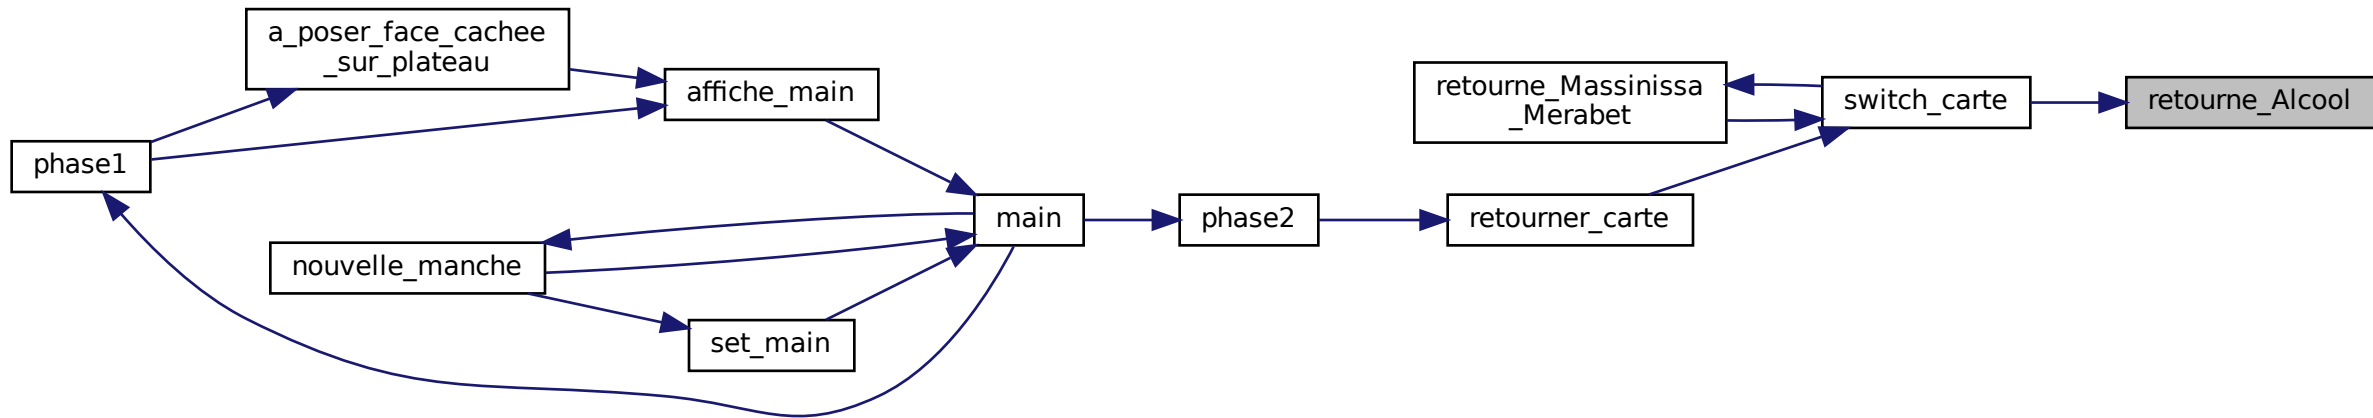 a_poser_face_cachee
_sur_plateau
affiche_main
phase1
nouvelle_manche
set_main
main
phase2
retourne_Massinissa
_Merabet
retourner_carte
switch_carte
retourne_Alcool